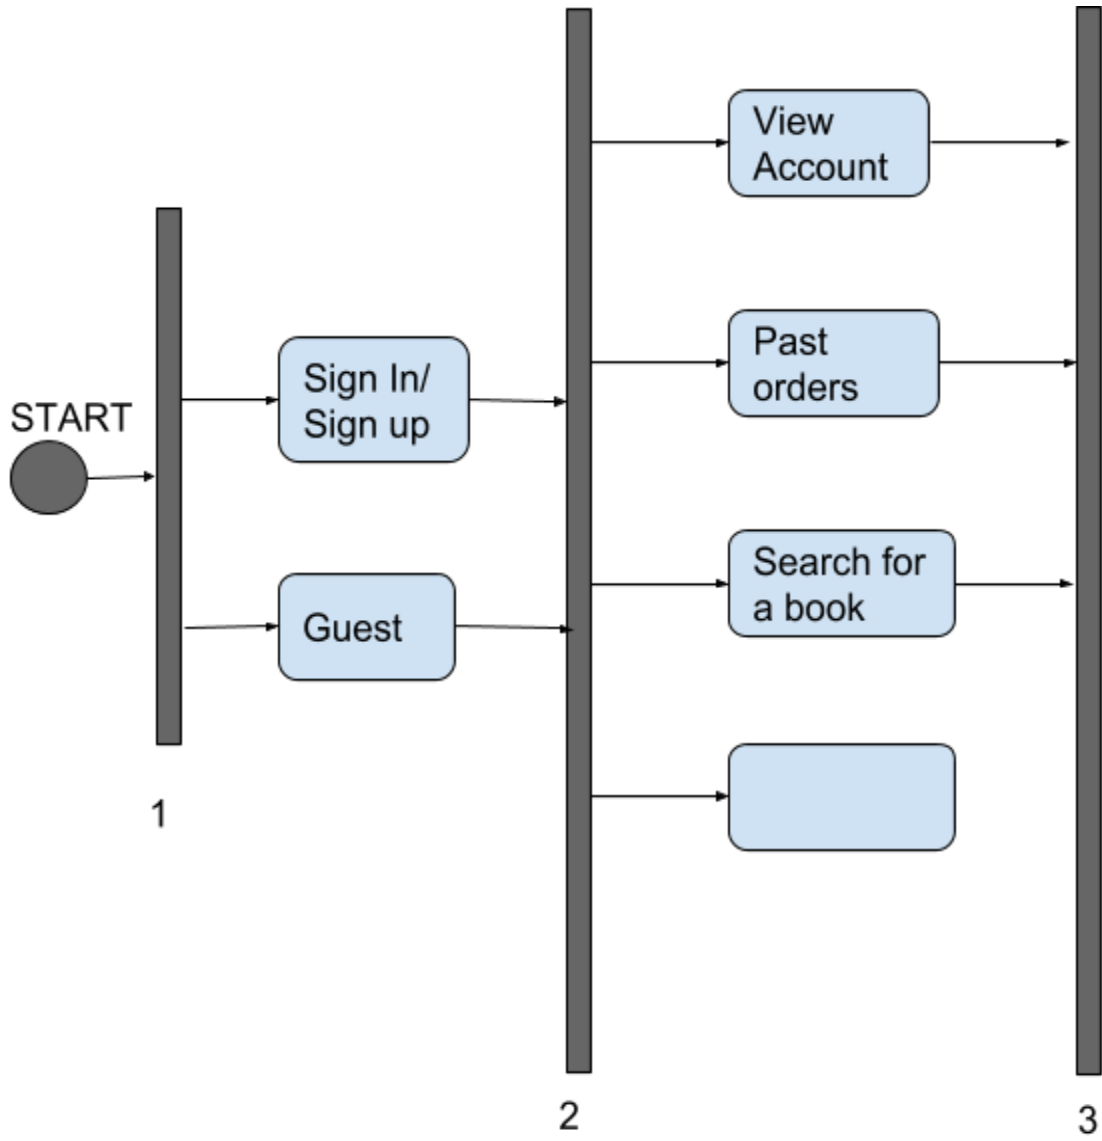 START
1
Sign In/
Sign up
Guest
2
View
Account
Past
orders
Search for
a book
3